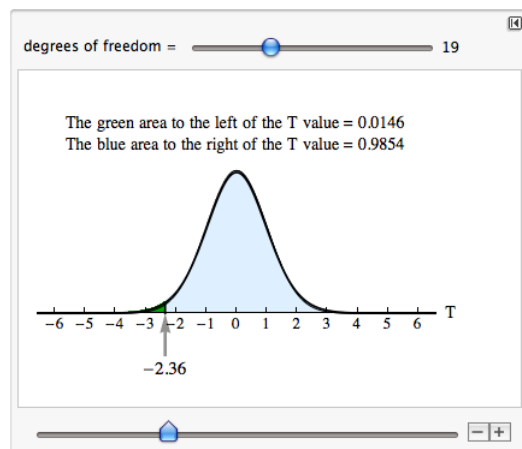 degrees of freedom = 19
The green area to the left of the T value = 0.0146
The blue area to the right of the T value = 0.9854
−6 −5 −4 −3 −2 −1 0 1 2 3 4 5 6 T
−2.36
− +